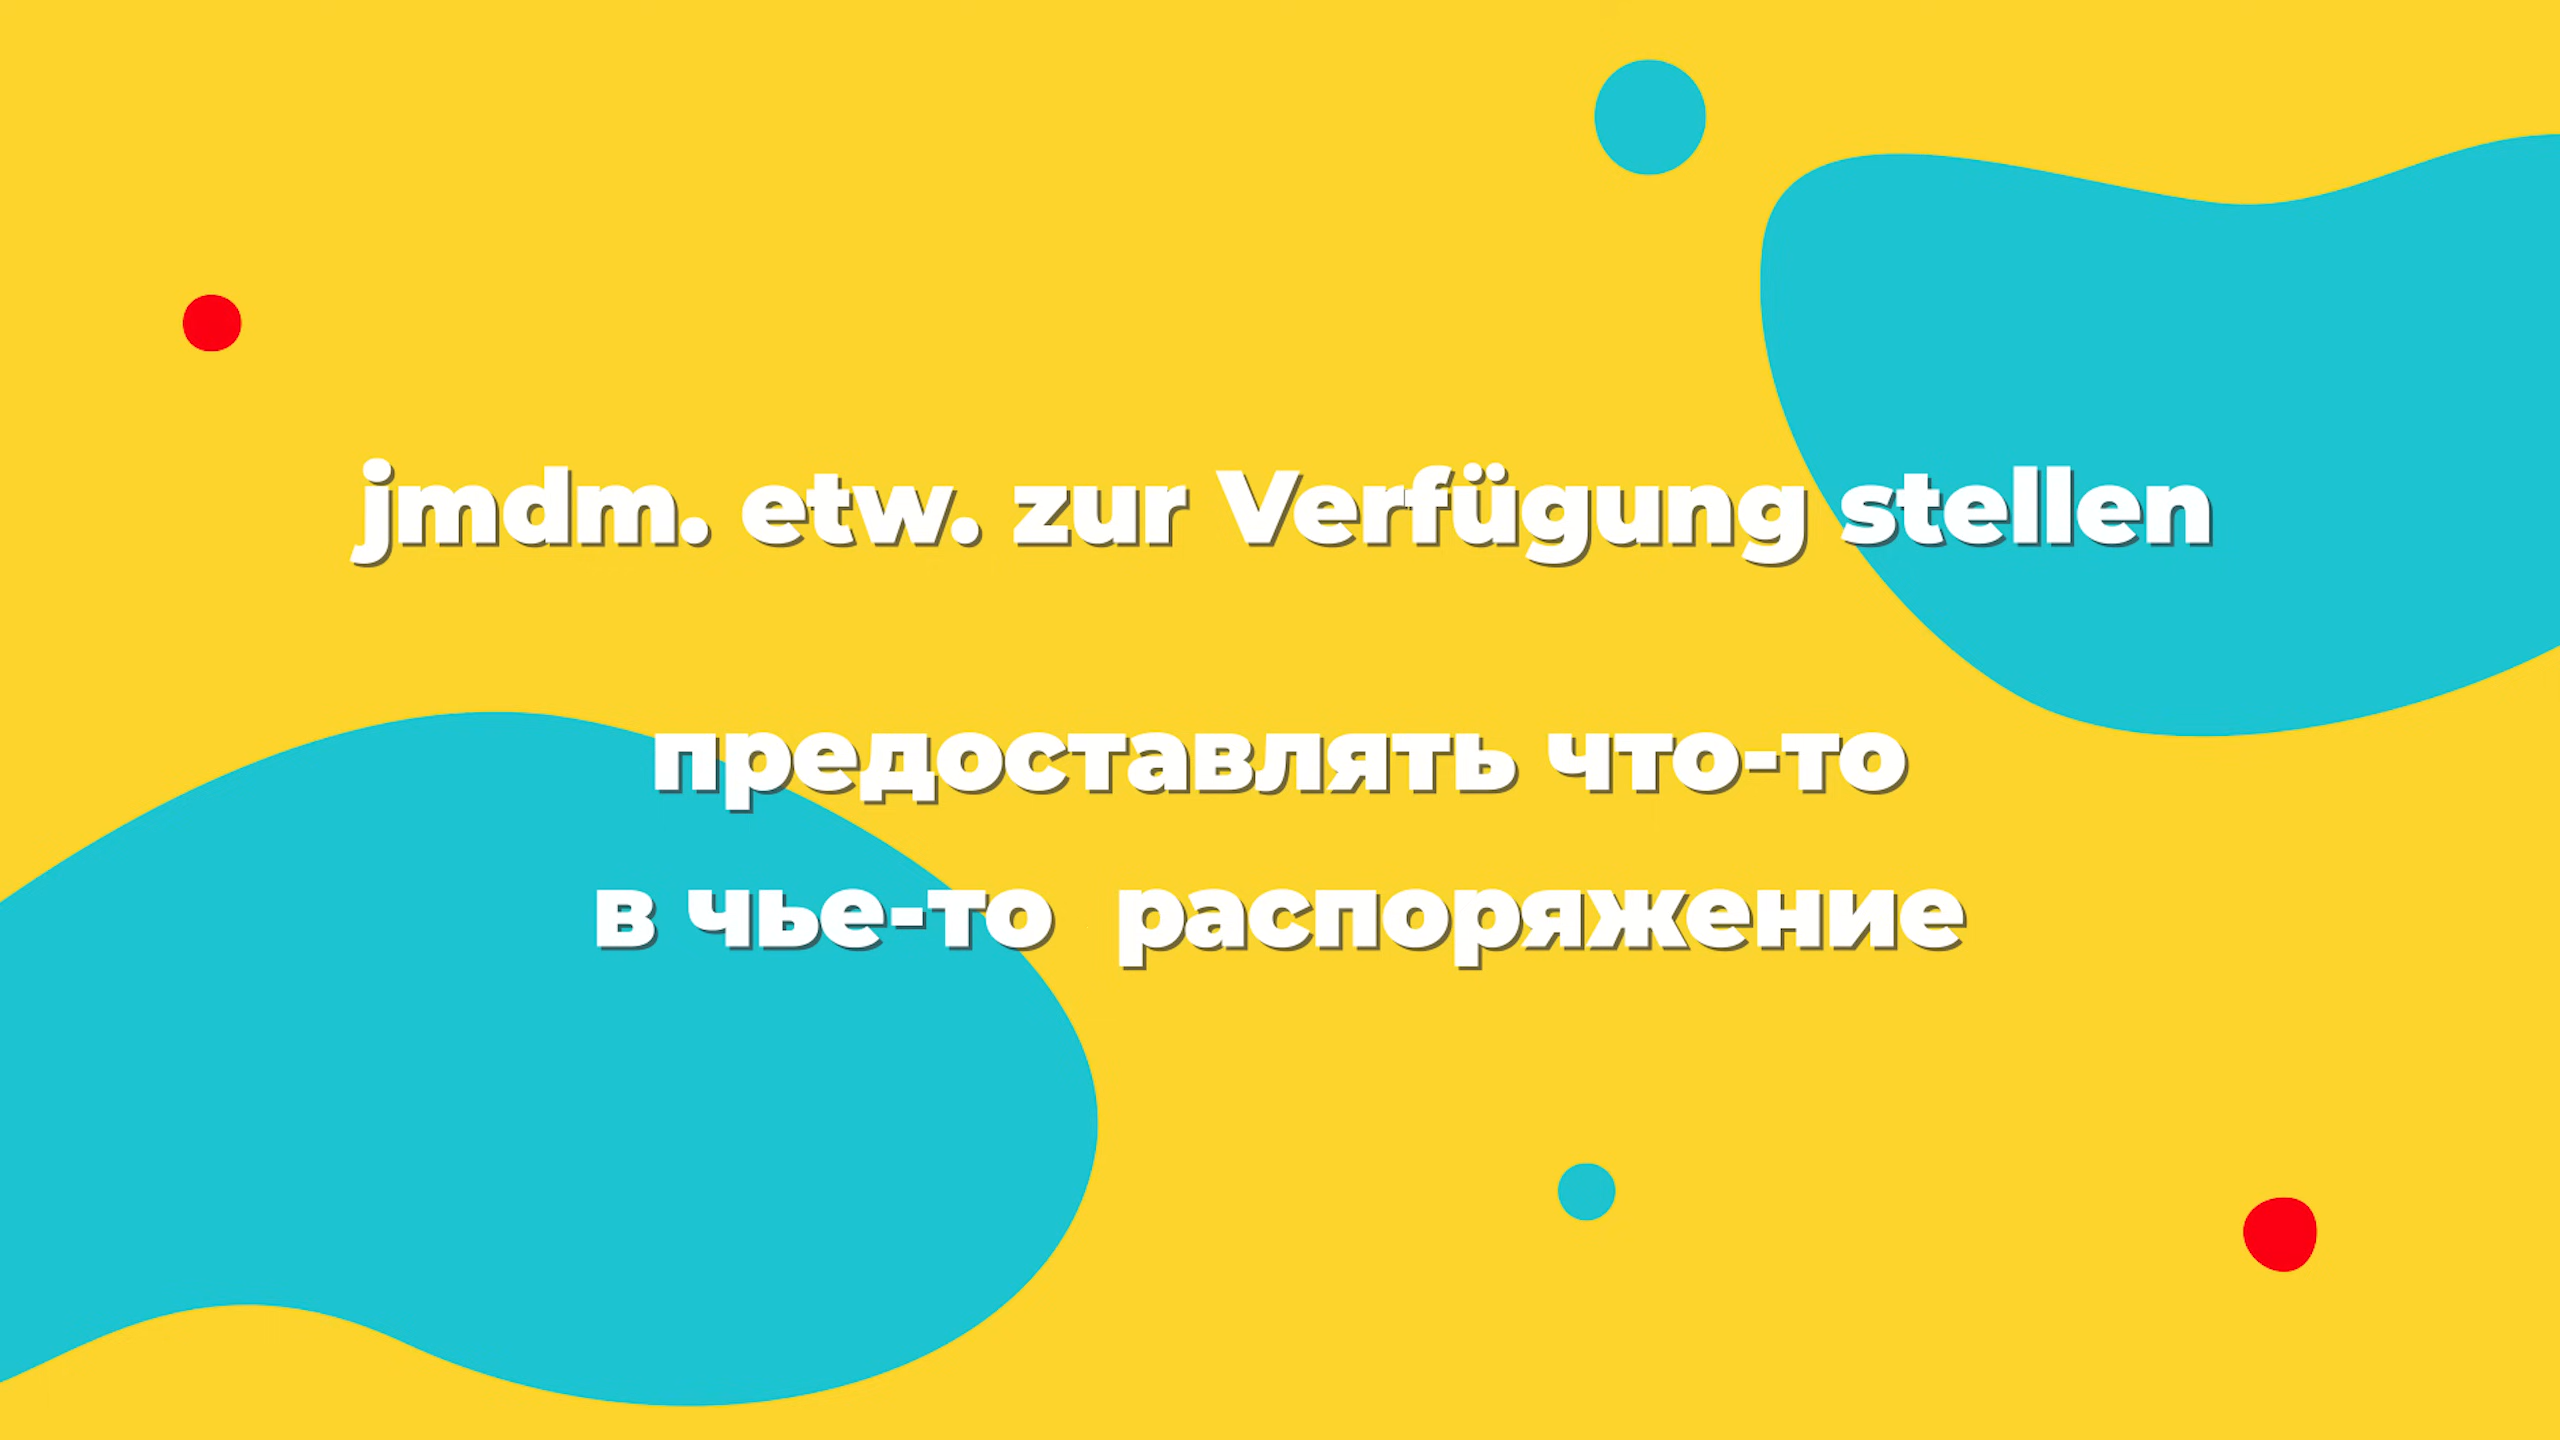 jmdm. etw. zur Verfügung stellen
предоставлять что-то
в чье-то распоряжение